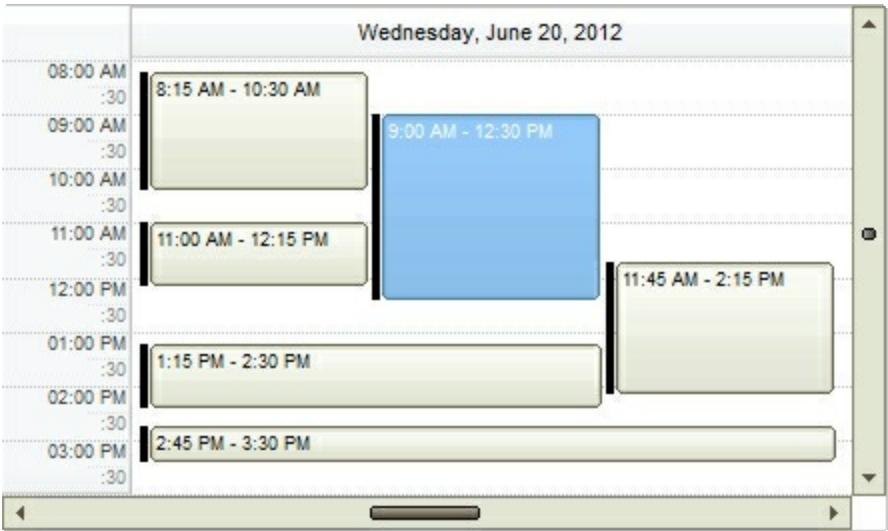 Wednesday, June 20, 2012
08:00 AM
:30
09:00 AM
:30
10:00 AM
:30
11:00 AM
:30
12:00 PM
:30
01:00 PM
:30
02:00 PM
:30
03:00 PM
:30
8:15 AM - 10:30 AM
9:00 AM - 12:30 PM
11:00 AM - 12:15 PM
11:45 AM - 2:15 PM
1:15 PM - 2:30 PM
2:45 PM - 3:30 PM